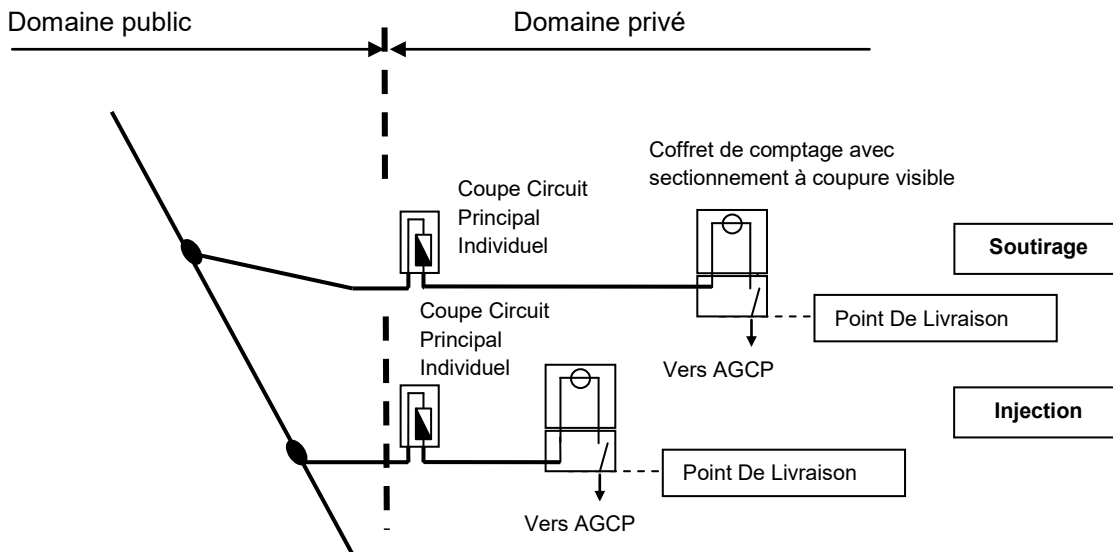 Domaine public
Domaine privé
Coffret de comptage avec
sectionnement à coupure visible
Coupe Circuit
Principal
Individuel
Soutirage
Point De Livraison
Vers AGCP
Coupe Circuit
Principal
Individuel
Injection
Point De Livraison
Vers AGCP